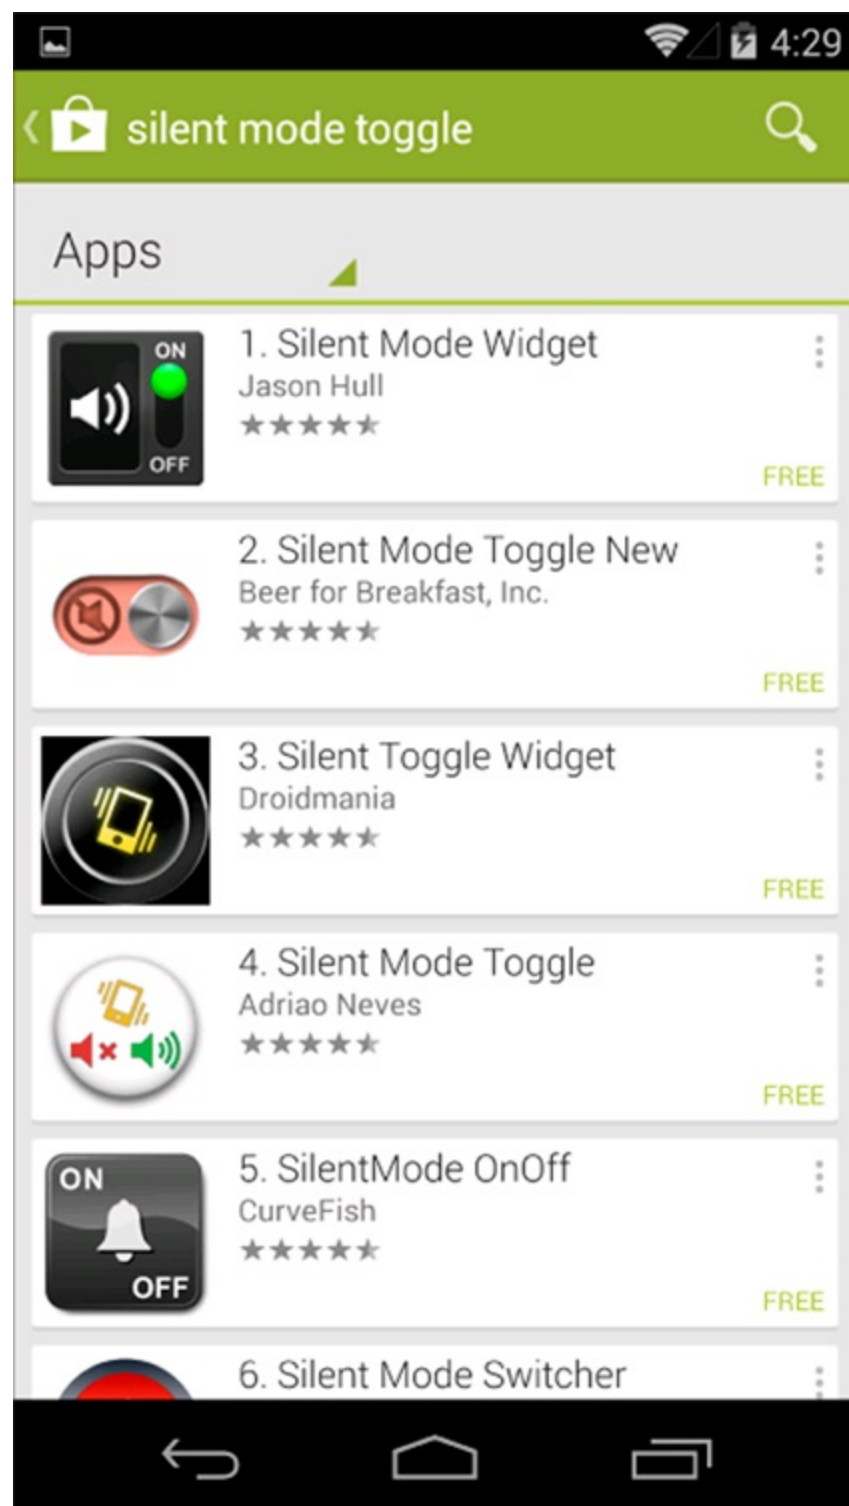 4:29
silent mode toggle
Apps
ON
OFF
1. Silent Mode Widget
Jason Hull
FREE
2. Silent Mode Toggle New
Beer for Breakfast, Inc.
FREE
3. Silent Toggle Widget
Droidmania
FREE
4. Silent Mode Toggle
Adriao Neves
FREE
ON
OFF
5. SilentMode OnOff
CurveFish
FREE
6. Silent Mode Switcher